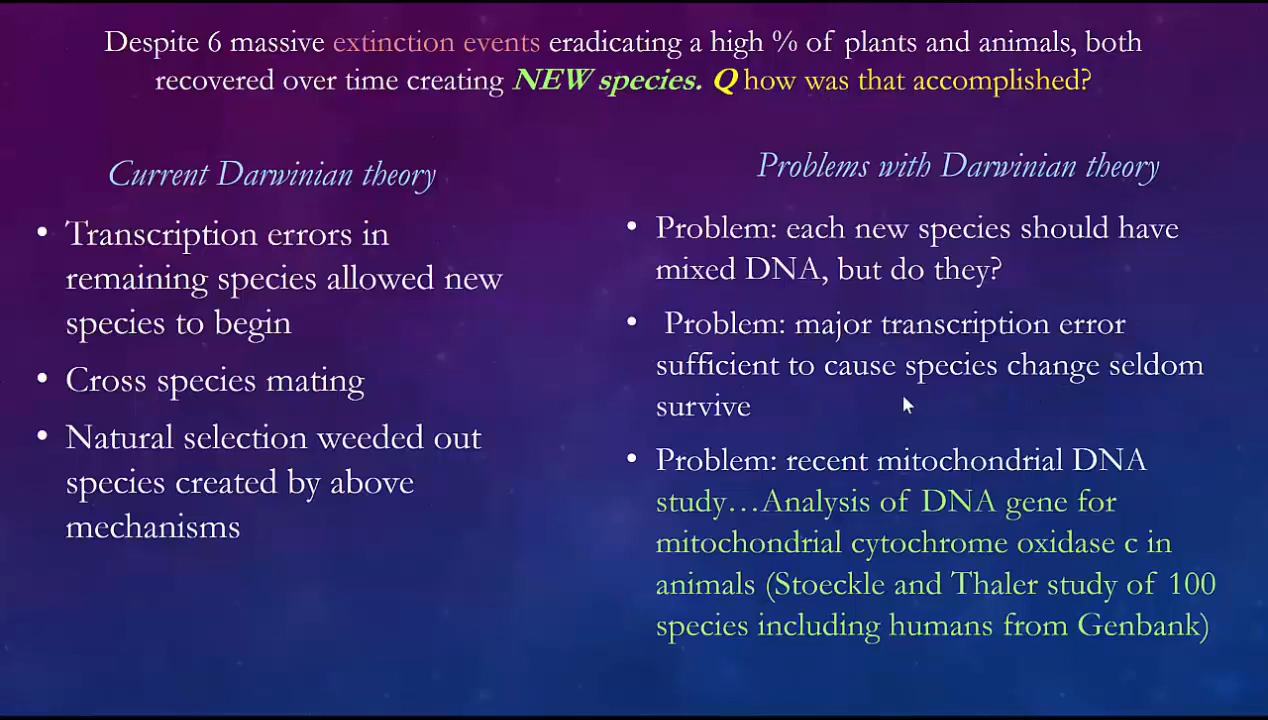 Despite 6 massive extinction events eradicating a high % of plants and animals, both
recovered over time creating NEW species. Q how was that accomplished?
Current Darwinian theory
• Transcription errors in
remaining species allowed new
species to begin
• Cross species mating
• Natural selection weeded out
species created by above
mechanisms
Problems with Darwinian theory
• Problem: each new species should have
mixed DNA, but do they?
• Problem: major transcription error
sufficient to cause species change seldom
survive
• Problem: recent mitochondrial DNA
study…Analysis of DNA gene for
mitochondrial cytochrome oxidase c in
animals (Stoeckle and Thaler study of 100
species including humans from Genbank)